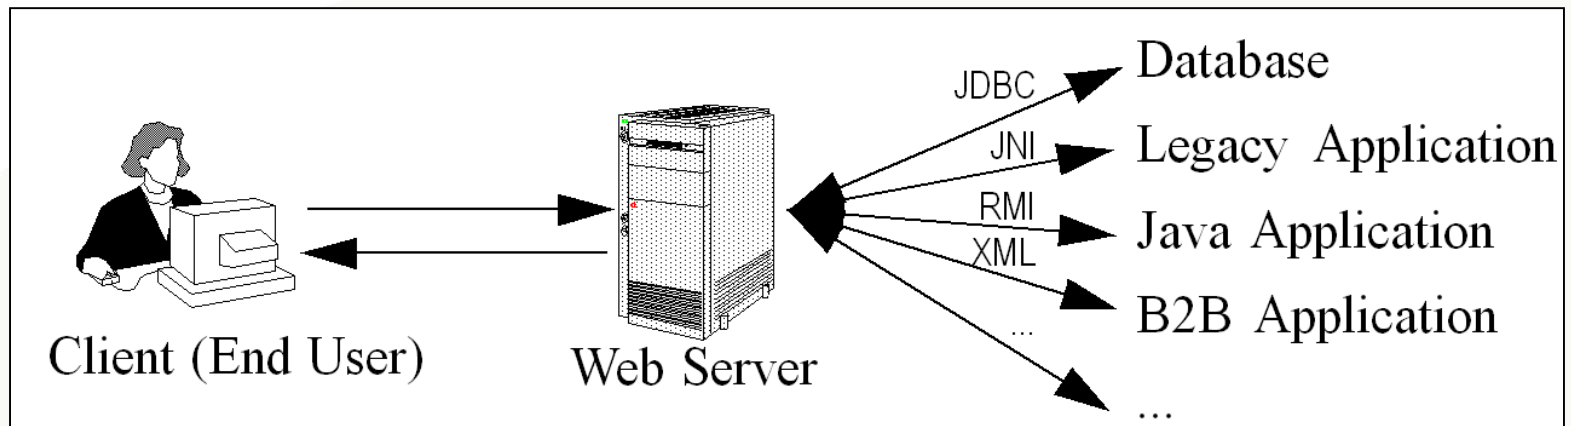 Client (End User)
Web Server
JDBC
Database
JNI
Legacy Application
RMI
Java Application
XML
B2B Application
...
...